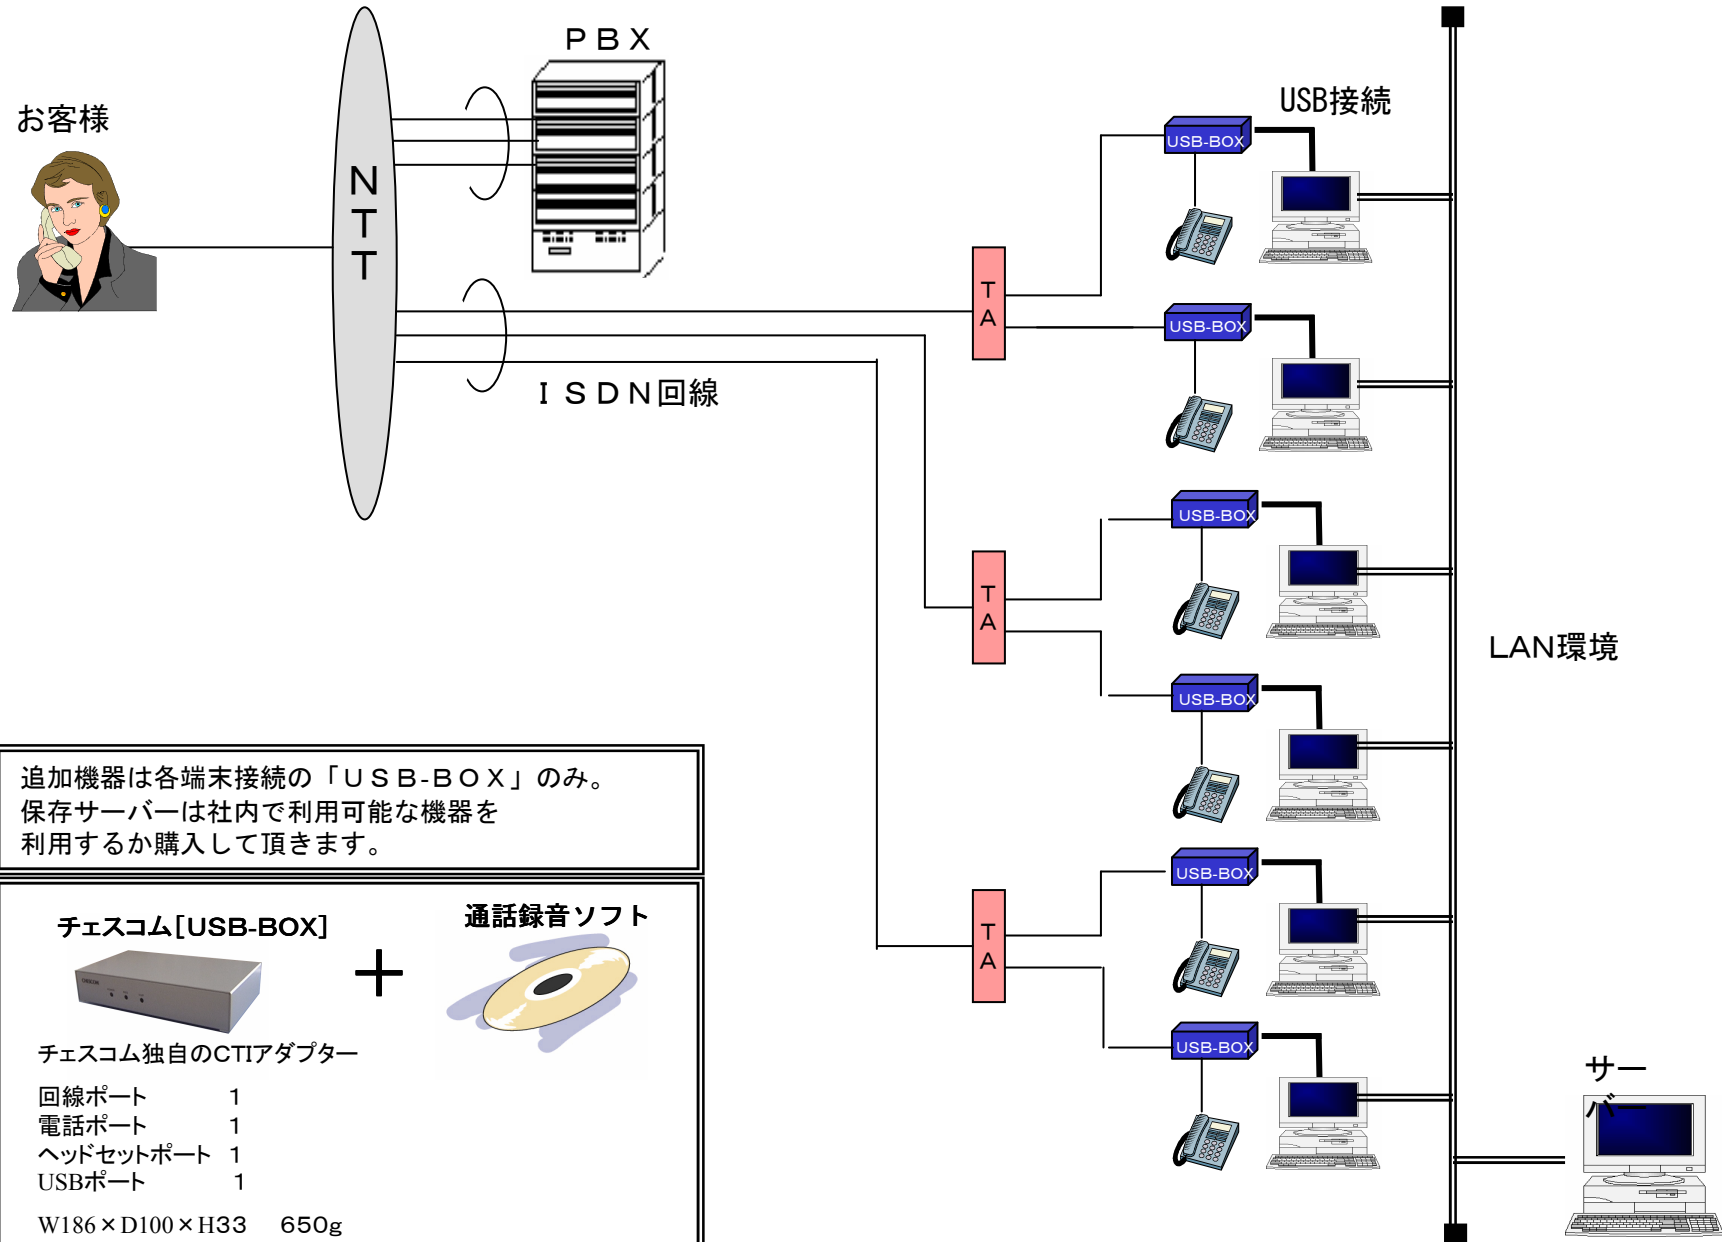 ＰＢＸ
お客様
USB接続
ＮＴＴ
USB-BOX
ＴＡ
USB-BOX
ＩＳＤＮ回線
USB-BOX
ＴＡ
LAN環境
USB-BOX
追加機器は各端末接続の「ＵＳＢ-ＢＯＸ」のみ。
保存サーバーは社内で利用可能な機器を
利用するか購入して頂きます。
USB-BOX
チェスコム[USB-BOX]
通話録音ソフト
＋
ＴＡ
チェスコム独自のCTIアダプター
USB-BOX
サーバー
回線ポート 1
電話ポート 1
ヘッドセットポート 1
USBポート 1
W186×D100×H33 650g